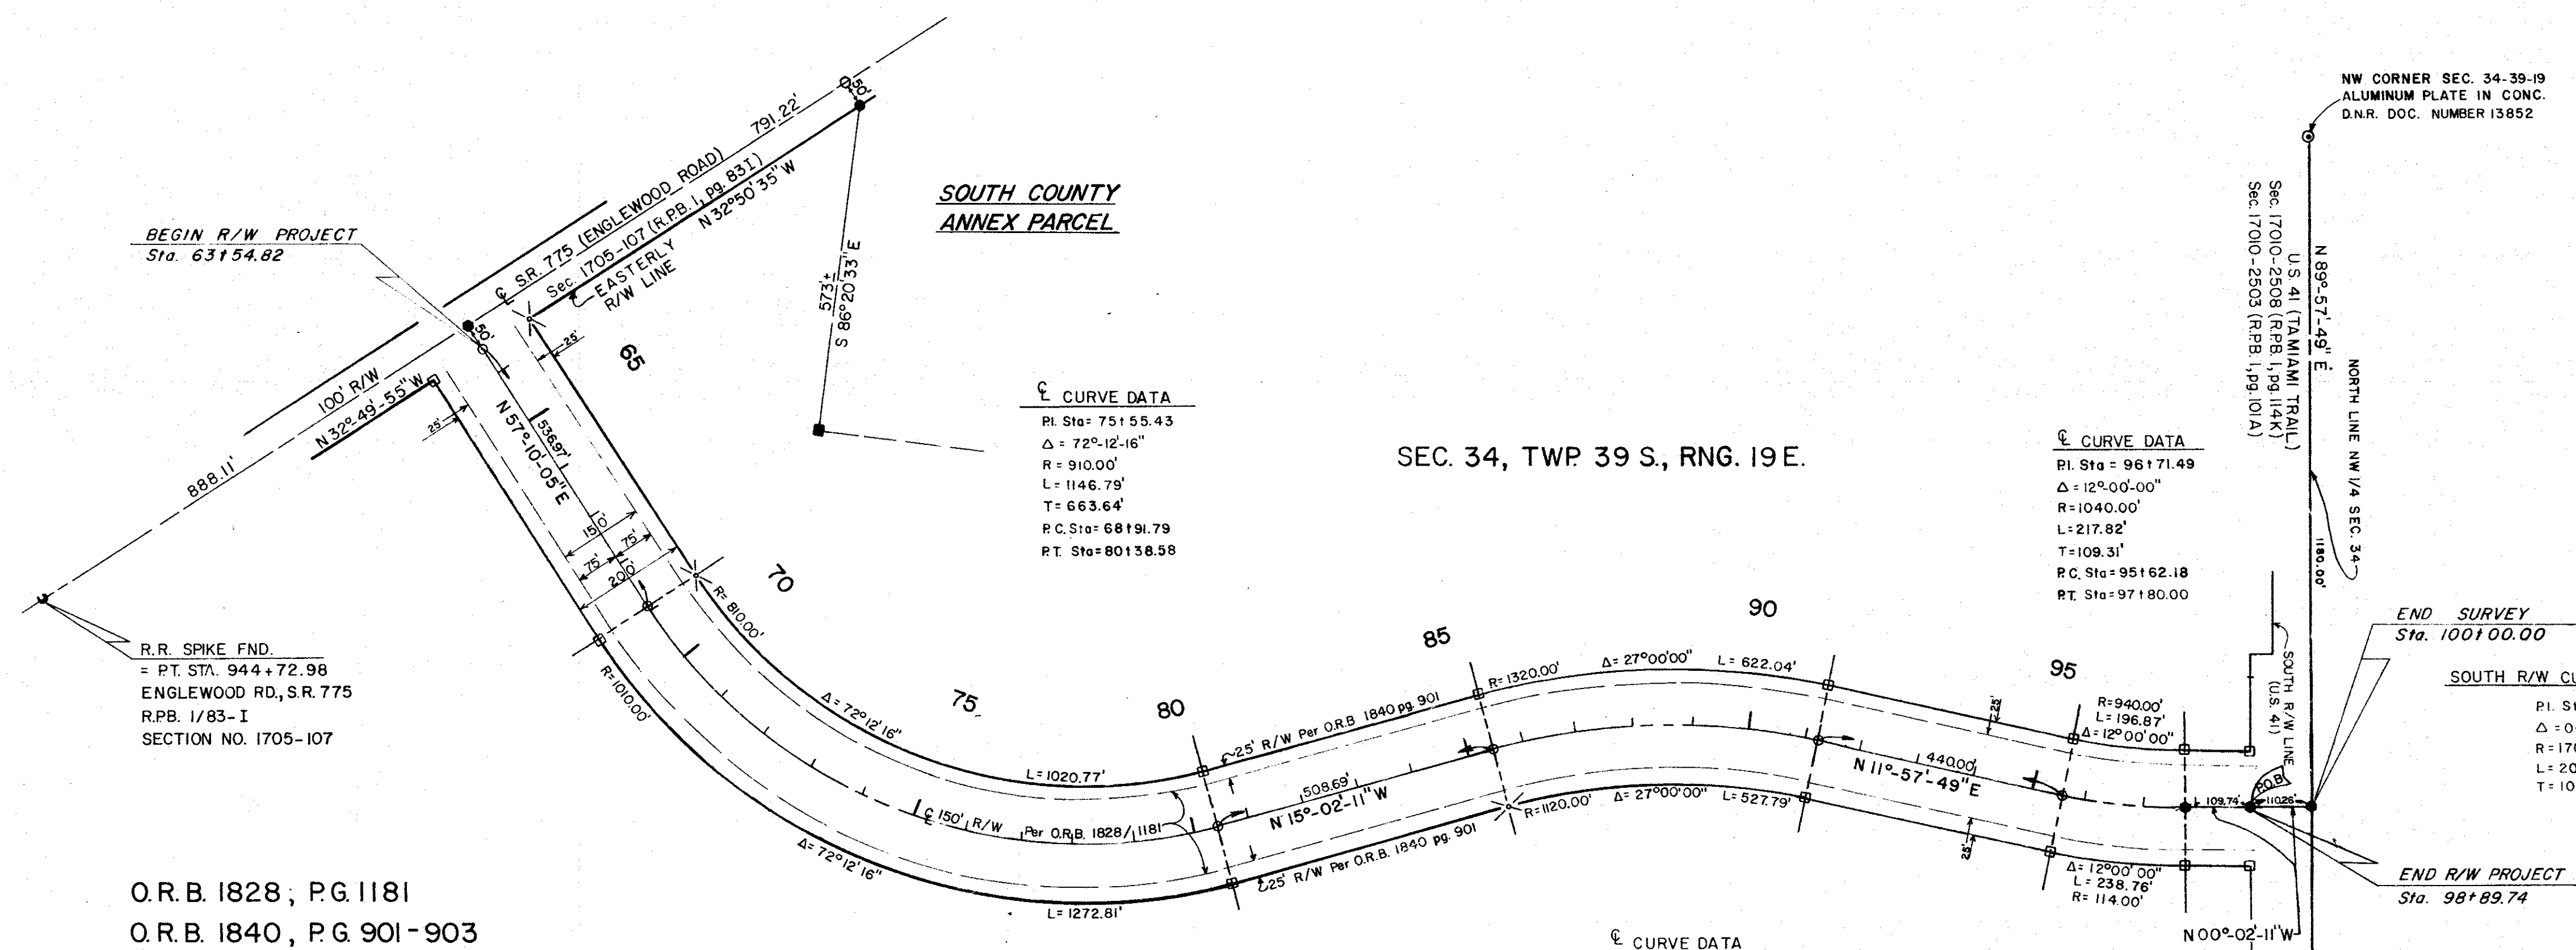 BEGIN R/W PROJECT
Sta. 63+54.82
100' R/W
N 32°-49'-55" W
888.11'
R.R. SPIKE FND.
= P.T. STA. 944+72.98
ENGLEWOOD RD., S.R. 775
R.P.B. 1/83-I
SECTION NO. 1705-107
O.R.B. 1828; P.G. 1181
O.R.B. 1840, P.G. 901-903
791.22'
℄ S.R. 775 (ENGLEWOOD ROAD)
Sec. 1705-107 (R.P.B. 1, pg. 83I)
EASTERLY R/W LINE
N 32°50'35" W
50'
50'
573'±
S 86°20'33" E
SOUTH COUNTY
ANNEX PARCEL
25'
25'
65
N 57°-10'-05" E
536.97'
150'
75'
75'
200'
70
R= 810.00'
R=1010.00'
Δ= 72°12'16"
L= 1020.77'
75
℄ 150' R/W Per O.R.B. 1828/1181
Δ= 72°12'16"
L= 1272.81'
℄ CURVE DATA
P.I. Sta= 75+55.43
Δ = 72°-12'-16"
R = 910.00'
L = 1146.79'
T = 663.64'
P.C. Sta= 68+91.79
P.T. Sta=80+38.58
80
25' R/W Per O.R.B. 1840 pg. 901
508.69'
N 15°-02'-11" W
25' R/W Per O.R.B. 1840 pg. 901
85
R=1320.00'
Δ= 27°00'00"
L = 622.04'
R=1120.00'
Δ= 27°00'00"
L= 527.79'
90
SEC. 34, TWP. 39 S., RNG. 19 E.
25'
440.00'
N 11°-57'-49" E
25'
95
R=940.00'
L= 196.87'
Δ=12°00'00"
Δ= 12°00'00"
L = 238.76'
R= 114.00'
℄ CURVE DATA
P.I. Sta = 96+71.49
Δ = 12°-00'-00"
R=1040.00'
L=217.82'
T=109.31'
P.C. Sta=95+62.18
P.T. Sta=97+80.00
NW CORNER SEC. 34-39-19
ALUMINUM PLATE IN CONC.
D.N.R. DOC. NUMBER 13852
N 89°-57'-49" E
U.S. 41 (TAMIAMI TRAIL)
Sec. 17010-2508 (R.P.B. 1, pg. 114K)
Sec. 17010-2503 (R.P.B. 1, pg. 101A)
NORTH LINE NW 1/4 SEC. 34
1180.00'
SOUTH R/W LINE
(U.S. 41)
P.O.B.
109.74'
110.26'
END SURVEY
Sta. 100+00.00
SOUTH R/W CU
P.I. St
Δ = 0
R = 17
L = 20
T = 10
END R/W PROJECT
Sta. 98+89.74
N 00°-02'-11" W
℄ CURVE DATA